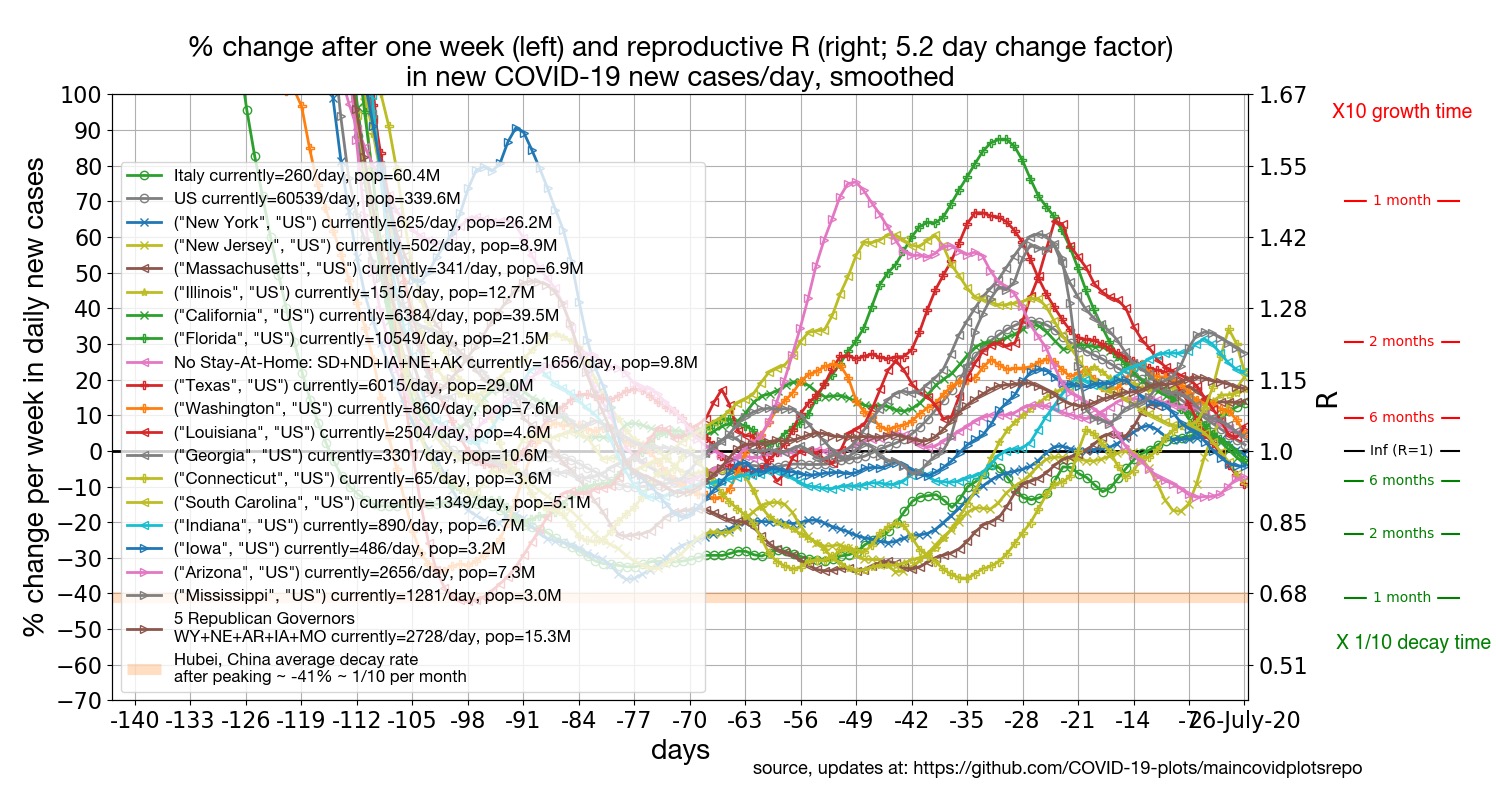 % change after one week (left) and reproductive R (right; 5.2 day change factor)
in new COVID-19 new cases/day, smoothed
% change per week in daily new cases
100
90
80
70
60
50
40
30
20
10
0
−10
−20
−30
−40
−50
−60
−70
Italy currently=260/day, pop=60.4M
US currently=60539/day, pop=339.6M
("New York", "US") currently=625/day, pop=26.2M
("New Jersey", "US") currently=502/day, pop=8.9M
("Massachusetts", "US") currently=341/day, pop=6.9M
("Illinois", "US") currently=1515/day, pop=12.7M
("California", "US") currently=6384/day, pop=39.5M
("Florida", "US") currently=10549/day, pop=21.5M
No Stay-At-Home: SD+ND+IA+NE+AK currently=1656/day, pop=9.8M
("Texas", "US") currently=6015/day, pop=29.0M
("Washington", "US") currently=860/day, pop=7.6M
("Louisiana", "US") currently=2504/day, pop=4.6M
("Georgia", "US") currently=3301/day, pop=10.6M
("Connecticut", "US") currently=65/day, pop=3.6M
("South Carolina", "US") currently=1349/day, pop=5.1M
("Indiana", "US") currently=890/day, pop=6.7M
("Iowa", "US") currently=486/day, pop=3.2M
("Arizona", "US") currently=2656/day, pop=7.3M
("Mississippi", "US") currently=1281/day, pop=3.0M
5 Republican Governors
WY+NE+AR+IA+MO currently=2728/day, pop=15.3M
Hubei, China average decay rate
after peaking ~ -41% ~ 1/10 per month
-140 -133 -126 -119 -112 -105 -98 -91 -84 -77 -70 -63 -56 -49 -42 -35 -28 -21 -14 -7 26-July-20
days
1.67
1.55
1.42
1.28
1.15
1.0
0.85
0.68
0.51
R
X10 growth time
1 month
2 months
6 months
Inf (R=1)
6 months
2 months
1 month
X 1/10 decay time
source, updates at: https://github.com/COVID-19-plots/maincovidplotsrepo